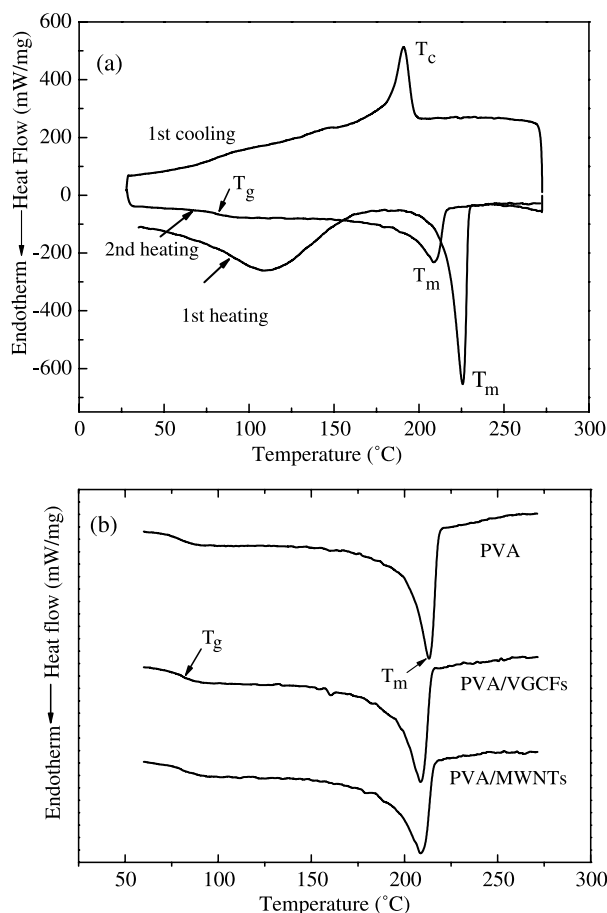 (a)
T_c
1st cooling
T_g
2nd heating
1st heating
T_m
T_m
600
400
200
0
-200
-400
-600
Endotherm
Heat Flow (mW/mg)
0 50 100 150 200 250 300
Temperature (°C)
(b)
PVA
T_g
T_m
PVA/VGCFs
PVA/MWNTs
Endotherm
Heat flow (mW/mg)
50 100 150 200 250 300
Temperature (°C)